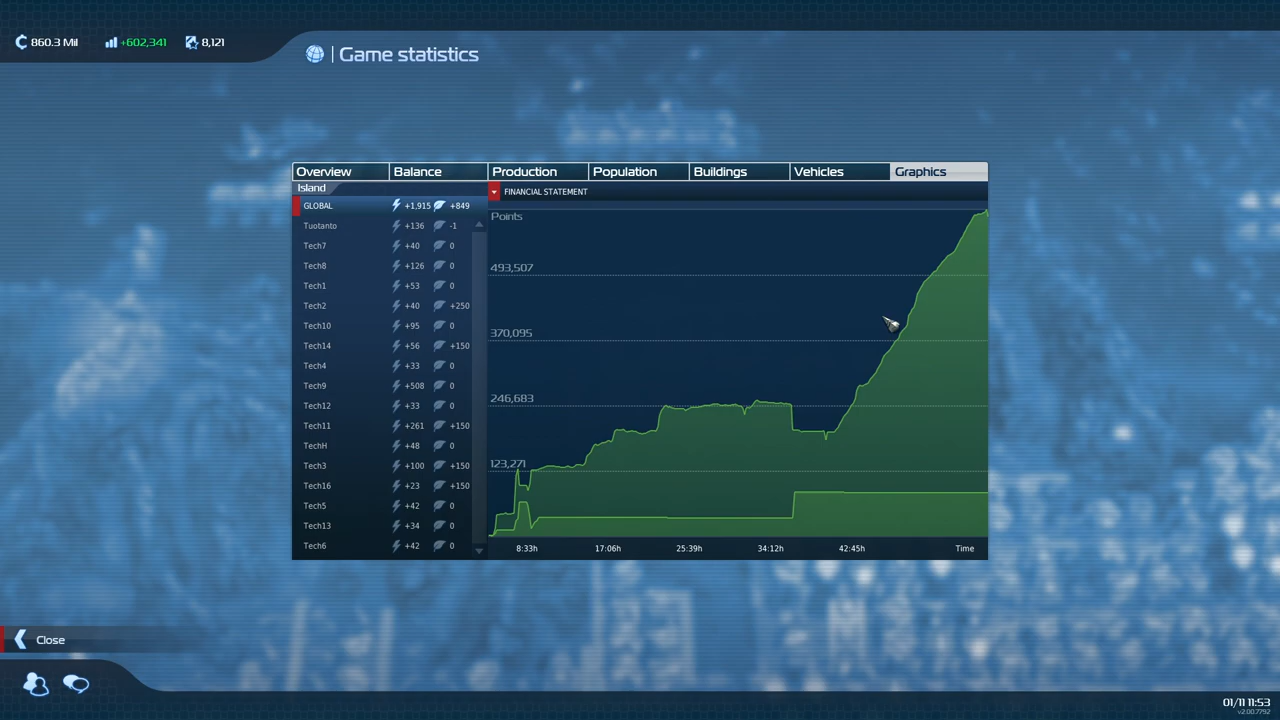 860.3 Mil +602,341 8,121
Game statistics
Overview Balance Production Population Buildings Vehicles Graphics
Island
FINANCIAL STATEMENT
GLOBAL +1,915 +849
Tuotanto +136 -1
Tech7 +40 0
Tech8 +126 0
Tech1 +53 0
Tech2 +40 +250
Tech10 +95 0
Tech14 +56 +150
Tech4 +33 0
Tech9 +508 0
Tech12 +33 0
Tech11 +261 +150
TechH +48 0
Tech3 +100 +150
Tech16 +23 +150
Tech5 +42 0
Tech13 +34 0
Tech6 +42 0
Points
493,507
370,095
246,683
123,271
8:33h 17:06h 25:39h 34:12h 42:45h Time
Close
01/11 11:53
v2.00.7792